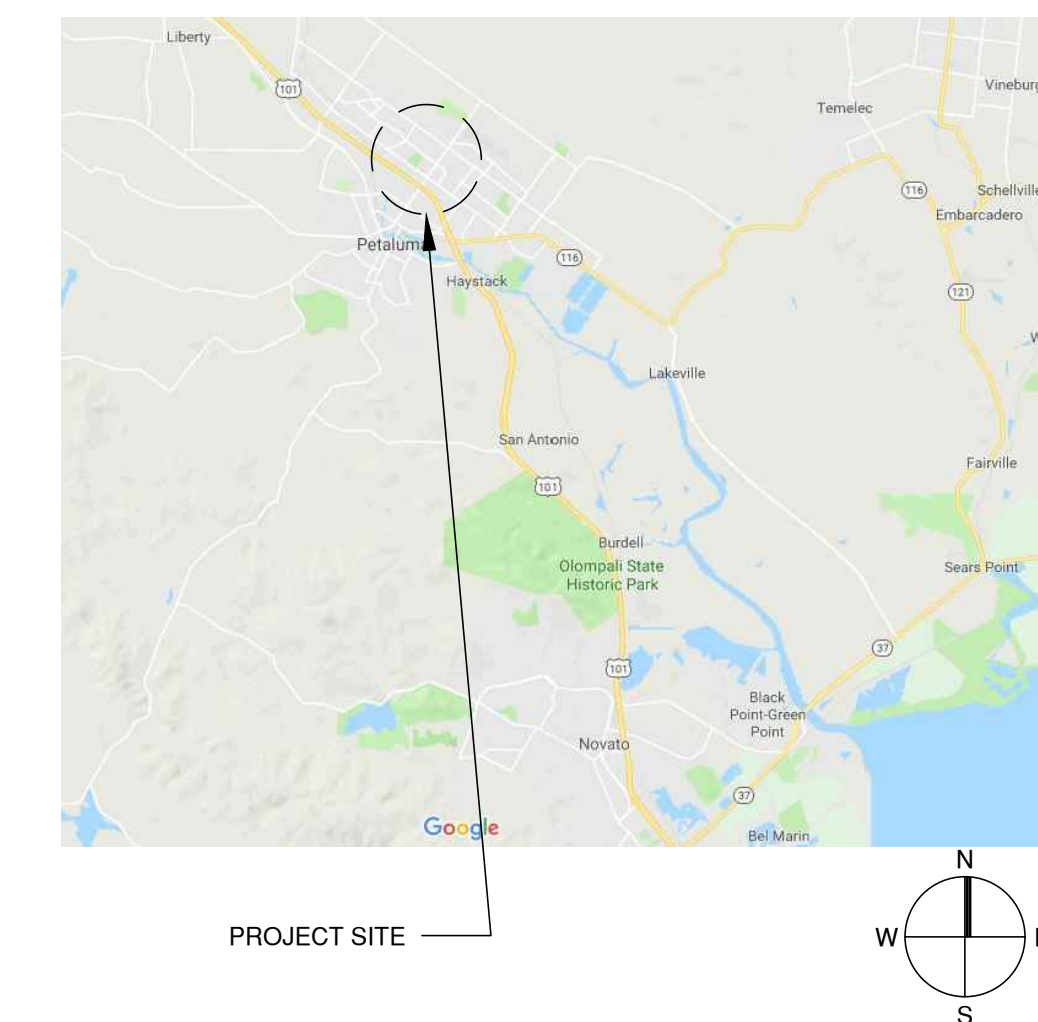 Liberty
101
Vineburg
Temelec
116
Schellville
Embarcadero
Petaluma
116
Haystack
121
Lakeville
San Antonio
Fairville
101
Burdell
Olompali State
Historic Park
Sears Point
37
101
Black
Point-Green
Point
Novato
37
Google
Bel Marin
N
PROJECT SITE
W
S